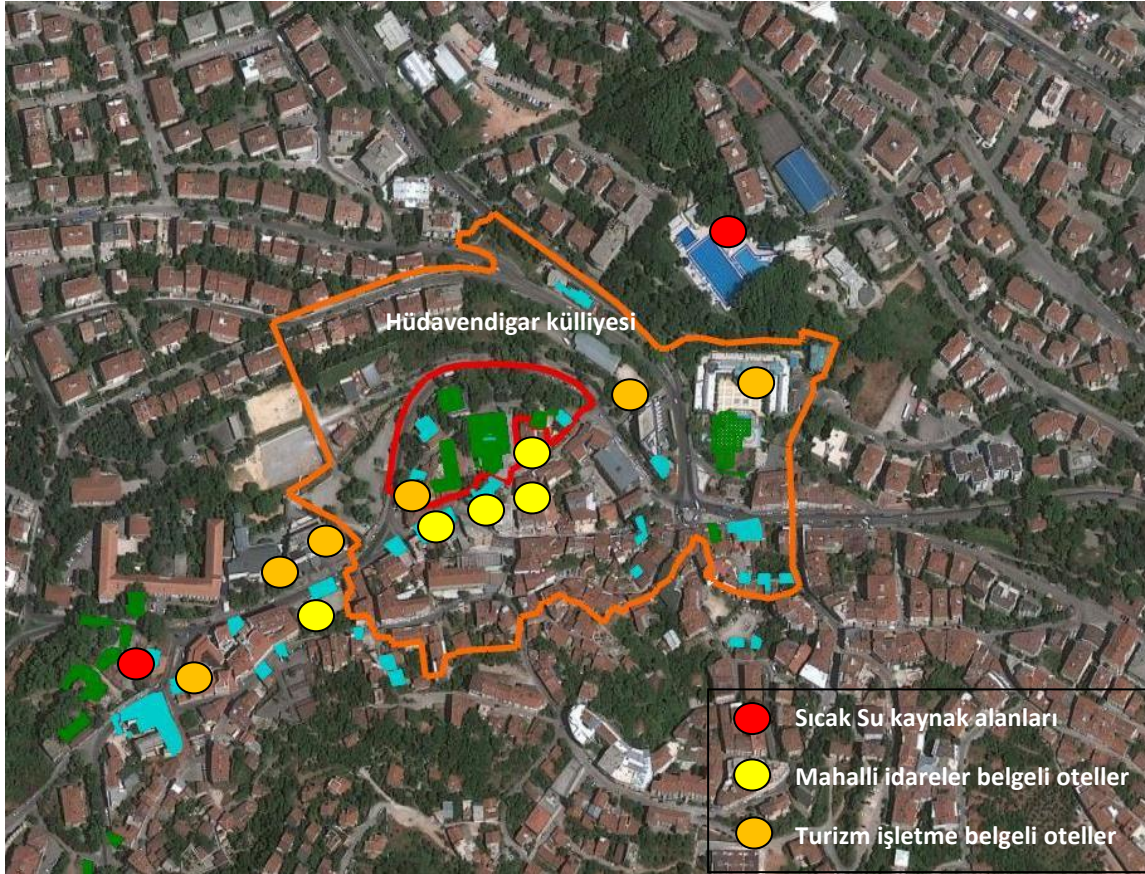 Hüdavendigar külliyesi
Sıcak Su kaynak alanları
Mahalli idareler belgeli oteller
Turizm işletme belgeli oteller